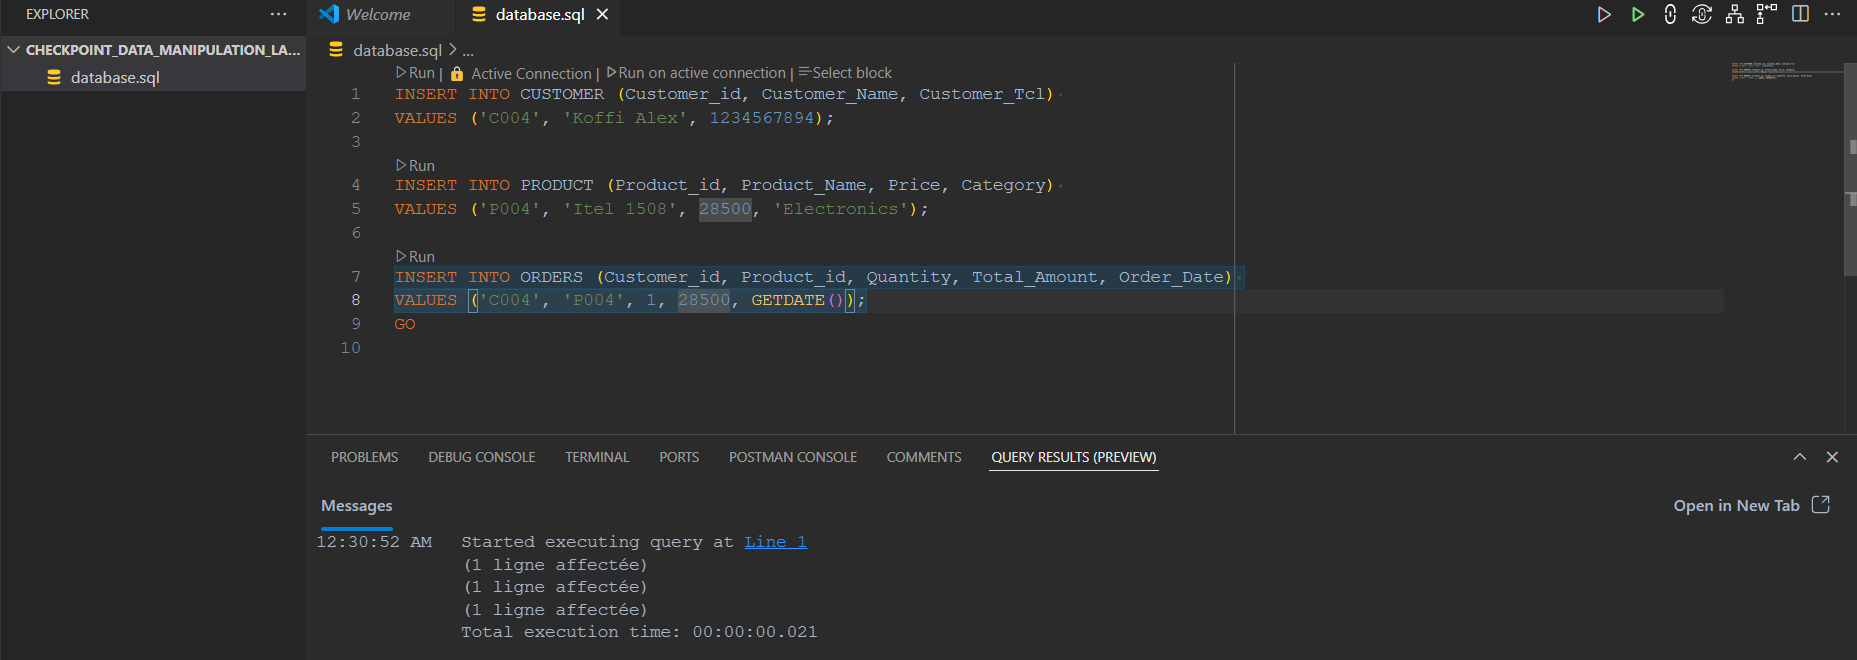 EXPLORER
Welcome
database.sql
CHECKPOINT_DATA_MANIPULATION_LA...
database.sql
database.sql > ...
Run | Active Connection | Run on active connection | Select block
1 INSERT INTO CUSTOMER (Customer_id, Customer_Name, Customer_Tcl)
2 VALUES ('C004', 'Koffi Alex', 1234567894);
3
Run
4 INSERT INTO PRODUCT (Product_id, Product_Name, Price, Category)
5 VALUES ('P004', 'Itel 1508', 28500, 'Electronics');
6
Run
7 INSERT INTO ORDERS (Customer_id, Product_id, Quantity, Total_Amount, Order_Date)
8 VALUES ('C004', 'P004', 1, 28500, GETDATE());
9 GO
10
PROBLEMS DEBUG CONSOLE TERMINAL PORTS POSTMAN CONSOLE COMMENTS QUERY RESULTS (PREVIEW)
Messages
Open in New Tab
12:30:52 AM Started executing query at Line 1
(1 ligne affectée)
(1 ligne affectée)
(1 ligne affectée)
Total execution time: 00:00:00.021